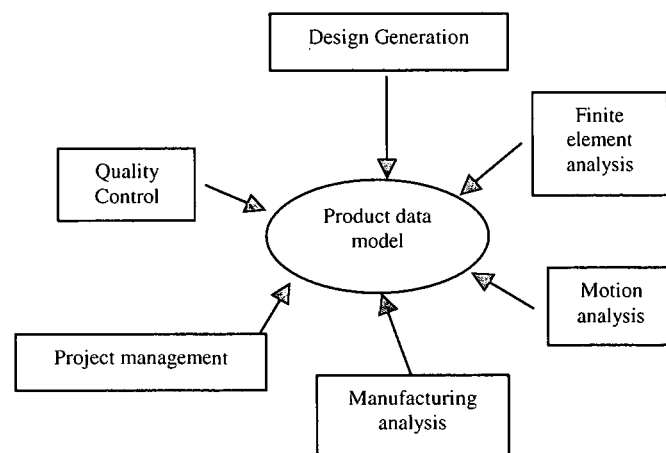 Design Generation
Finite
element
analysis
Quality
Control
Product data
model
Motion
analysis
Project management
Manufacturing
analysis